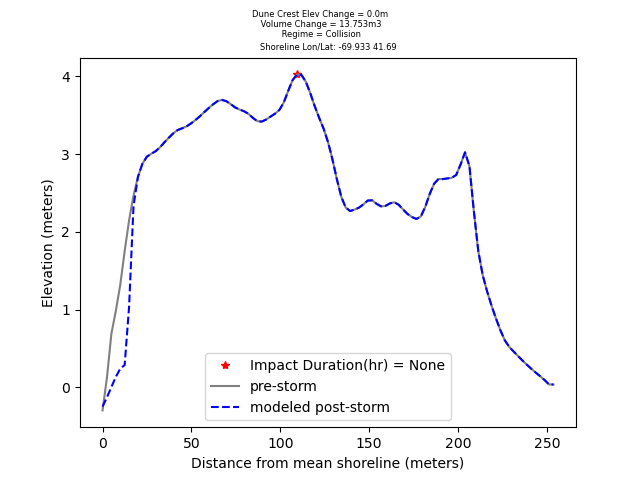 Dune Crest Elev Change = 0.0m
Volume Change = 13.753m3
Regime = Collision
Shoreline Lon/Lat: -69.933 41.69
4
3
2
1
0
Elevation (meters)
Impact Duration(hr) = None
pre-storm
modeled post-storm
0
50
100
150
200
250
Distance from mean shoreline (meters)